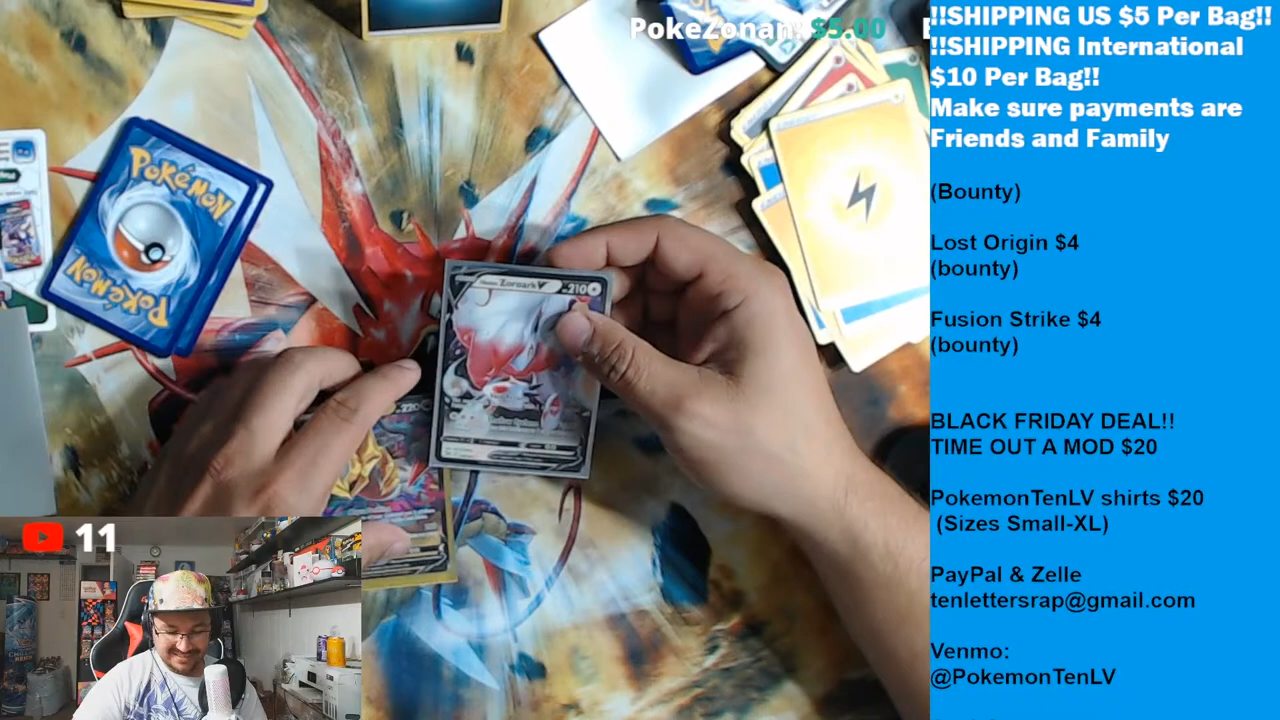 PokeZonan: $5.00
!!SHIPPING US $5 Per Bag!!
!!SHIPPING International
$10 Per Bag!!
Make sure payments are
Friends and Family
(Bounty)
Lost Origin $4
(bounty)
Fusion Strike $4
(bounty)
BLACK FRIDAY DEAL!!
TIME OUT A MOD $20
PokemonTenLV shirts $20
(Sizes Small-XL)
PayPal & Zelle
tenlettersrap@gmail.com
Venmo:
@PokemonTenLV
POKéMON
POKéMON
Zoroark V 210
220
11